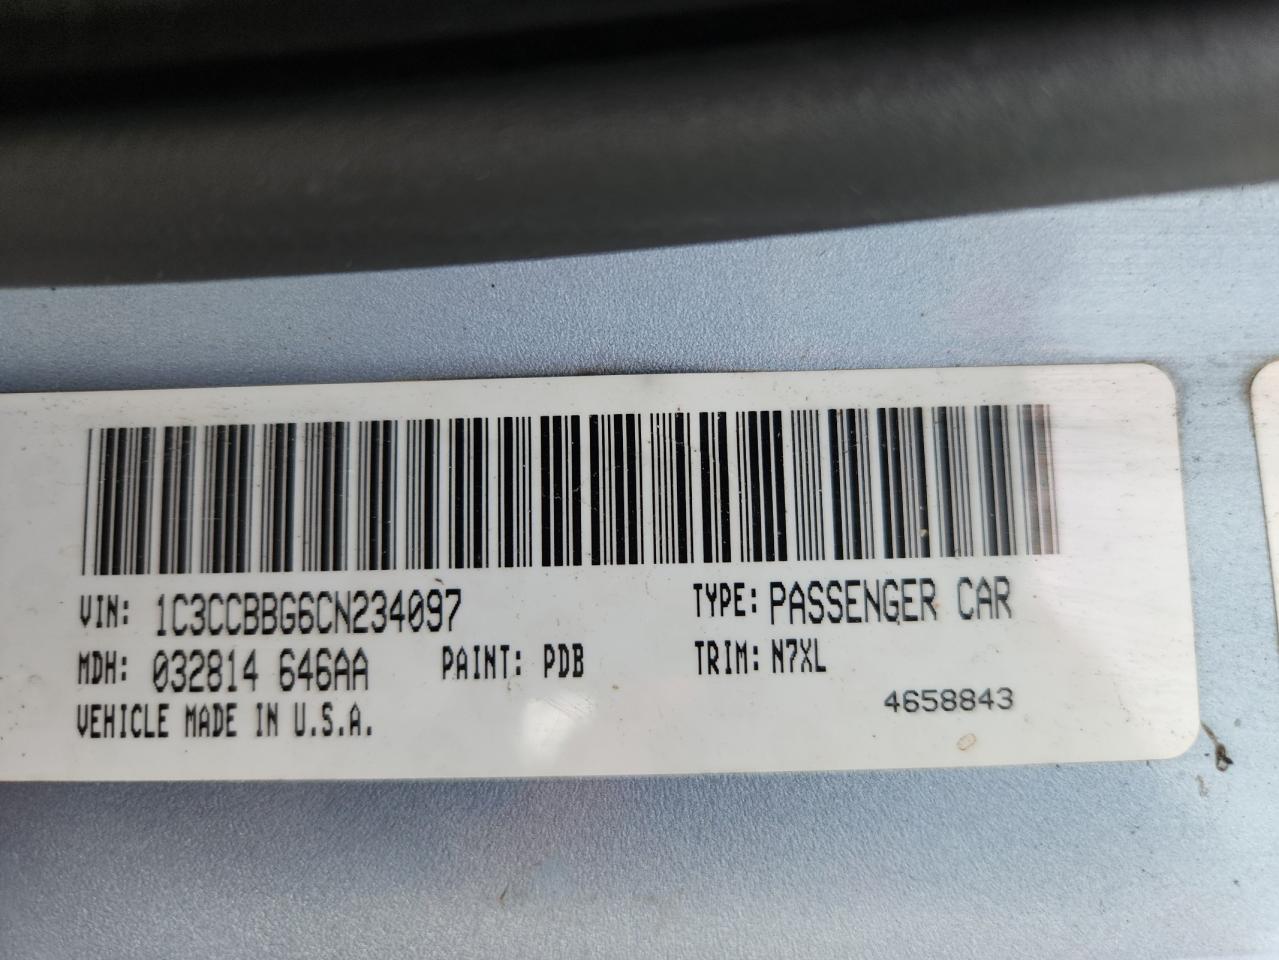 VIN: 1C3CCBBG6CN234097 TYPE: PASSENGER CAR
MDH: 032814 646AA PAINT: PDB TRIM: N7XL
VEHICLE MADE IN U.S.A. 4658843